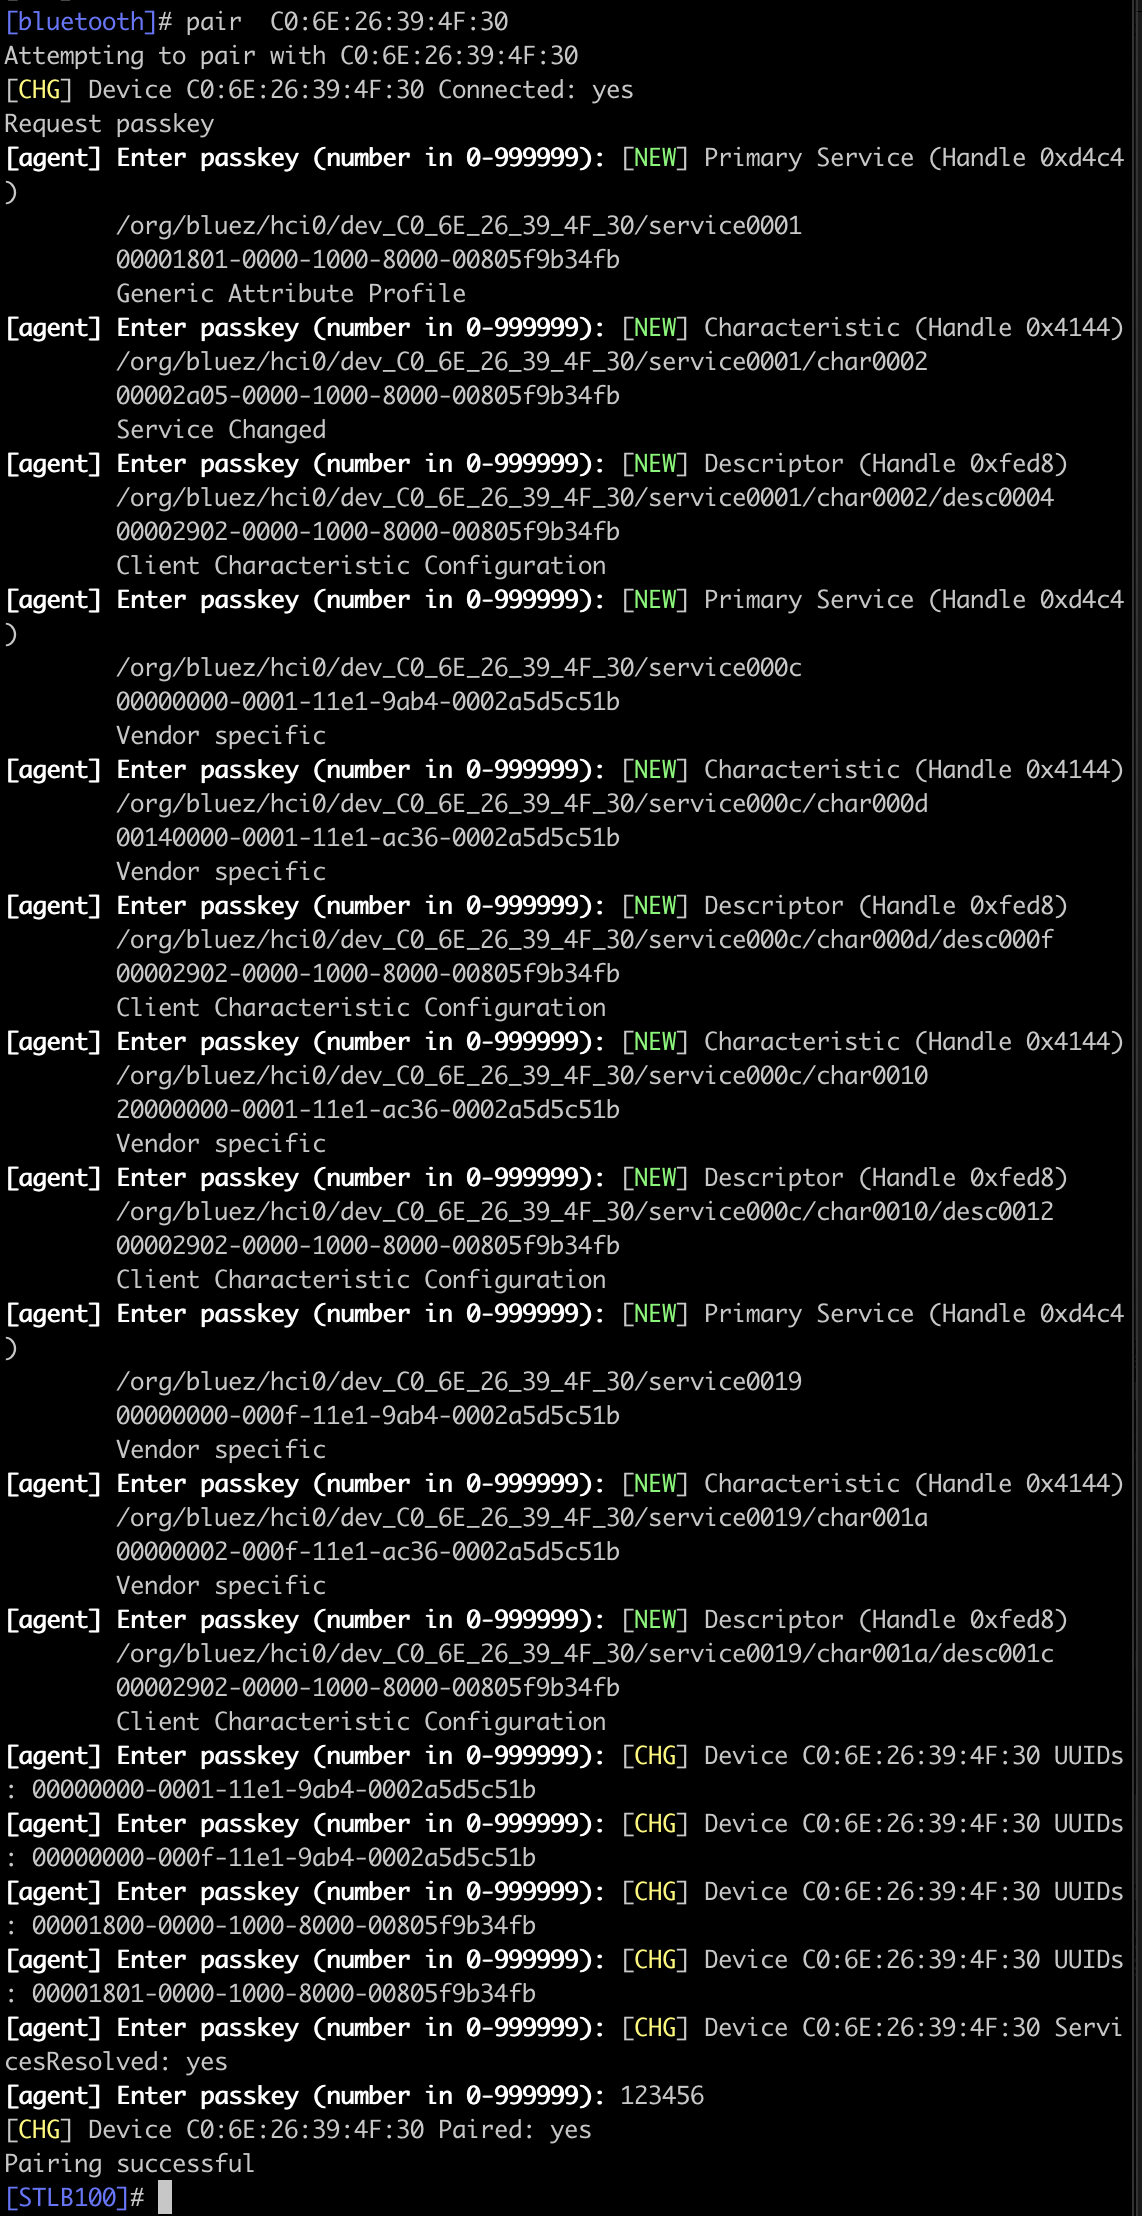 [bluetooth]# pair  C0:6E:26:39:4F:30
Attempting to pair with C0:6E:26:39:4F:30
[CHG] Device C0:6E:26:39:4F:30 Connected: yes
Request passkey
[agent] Enter passkey (number in 0-999999): [NEW] Primary Service (Handle 0xd4c4
)
        /org/bluez/hci0/dev_C0_6E_26_39_4F_30/service0001
        00001801-0000-1000-8000-00805f9b34fb
        Generic Attribute Profile
[agent] Enter passkey (number in 0-999999): [NEW] Characteristic (Handle 0x4144)
        /org/bluez/hci0/dev_C0_6E_26_39_4F_30/service0001/char0002
        00002a05-0000-1000-8000-00805f9b34fb
        Service Changed
[agent] Enter passkey (number in 0-999999): [NEW] Descriptor (Handle 0xfed8)
        /org/bluez/hci0/dev_C0_6E_26_39_4F_30/service0001/char0002/desc0004
        00002902-0000-1000-8000-00805f9b34fb
        Client Characteristic Configuration
[agent] Enter passkey (number in 0-999999): [NEW] Primary Service (Handle 0xd4c4
)
        /org/bluez/hci0/dev_C0_6E_26_39_4F_30/service000c
        00000000-0001-11e1-9ab4-0002a5d5c51b
        Vendor specific
[agent] Enter passkey (number in 0-999999): [NEW] Characteristic (Handle 0x4144)
        /org/bluez/hci0/dev_C0_6E_26_39_4F_30/service000c/char000d
        00140000-0001-11e1-ac36-0002a5d5c51b
        Vendor specific
[agent] Enter passkey (number in 0-999999): [NEW] Descriptor (Handle 0xfed8)
        /org/bluez/hci0/dev_C0_6E_26_39_4F_30/service000c/char000d/desc000f
        00002902-0000-1000-8000-00805f9b34fb
        Client Characteristic Configuration
[agent] Enter passkey (number in 0-999999): [NEW] Characteristic (Handle 0x4144)
        /org/bluez/hci0/dev_C0_6E_26_39_4F_30/service000c/char0010
        20000000-0001-11e1-ac36-0002a5d5c51b
        Vendor specific
[agent] Enter passkey (number in 0-999999): [NEW] Descriptor (Handle 0xfed8)
        /org/bluez/hci0/dev_C0_6E_26_39_4F_30/service000c/char0010/desc0012
        00002902-0000-1000-8000-00805f9b34fb
        Client Characteristic Configuration
[agent] Enter passkey (number in 0-999999): [NEW] Primary Service (Handle 0xd4c4
)
        /org/bluez/hci0/dev_C0_6E_26_39_4F_30/service0019
        00000000-000f-11e1-9ab4-0002a5d5c51b
        Vendor specific
[agent] Enter passkey (number in 0-999999): [NEW] Characteristic (Handle 0x4144)
        /org/bluez/hci0/dev_C0_6E_26_39_4F_30/service0019/char001a
        00000002-000f-11e1-ac36-0002a5d5c51b
        Vendor specific
[agent] Enter passkey (number in 0-999999): [NEW] Descriptor (Handle 0xfed8)
        /org/bluez/hci0/dev_C0_6E_26_39_4F_30/service0019/char001a/desc001c
        00002902-0000-1000-8000-00805f9b34fb
        Client Characteristic Configuration
[agent] Enter passkey (number in 0-999999): [CHG] Device C0:6E:26:39:4F:30 UUIDs
: 00000000-0001-11e1-9ab4-0002a5d5c51b
[agent] Enter passkey (number in 0-999999): [CHG] Device C0:6E:26:39:4F:30 UUIDs
: 00000000-000f-11e1-9ab4-0002a5d5c51b
[agent] Enter passkey (number in 0-999999): [CHG] Device C0:6E:26:39:4F:30 UUIDs
: 00001800-0000-1000-8000-00805f9b34fb
[agent] Enter passkey (number in 0-999999): [CHG] Device C0:6E:26:39:4F:30 UUIDs
: 00001801-0000-1000-8000-00805f9b34fb
[agent] Enter passkey (number in 0-999999): [CHG] Device C0:6E:26:39:4F:30 Servi
cesResolved: yes
[agent] Enter passkey (number in 0-999999): 123456
[CHG] Device C0:6E:26:39:4F:30 Paired: yes
Pairing successful
[STLB100]#